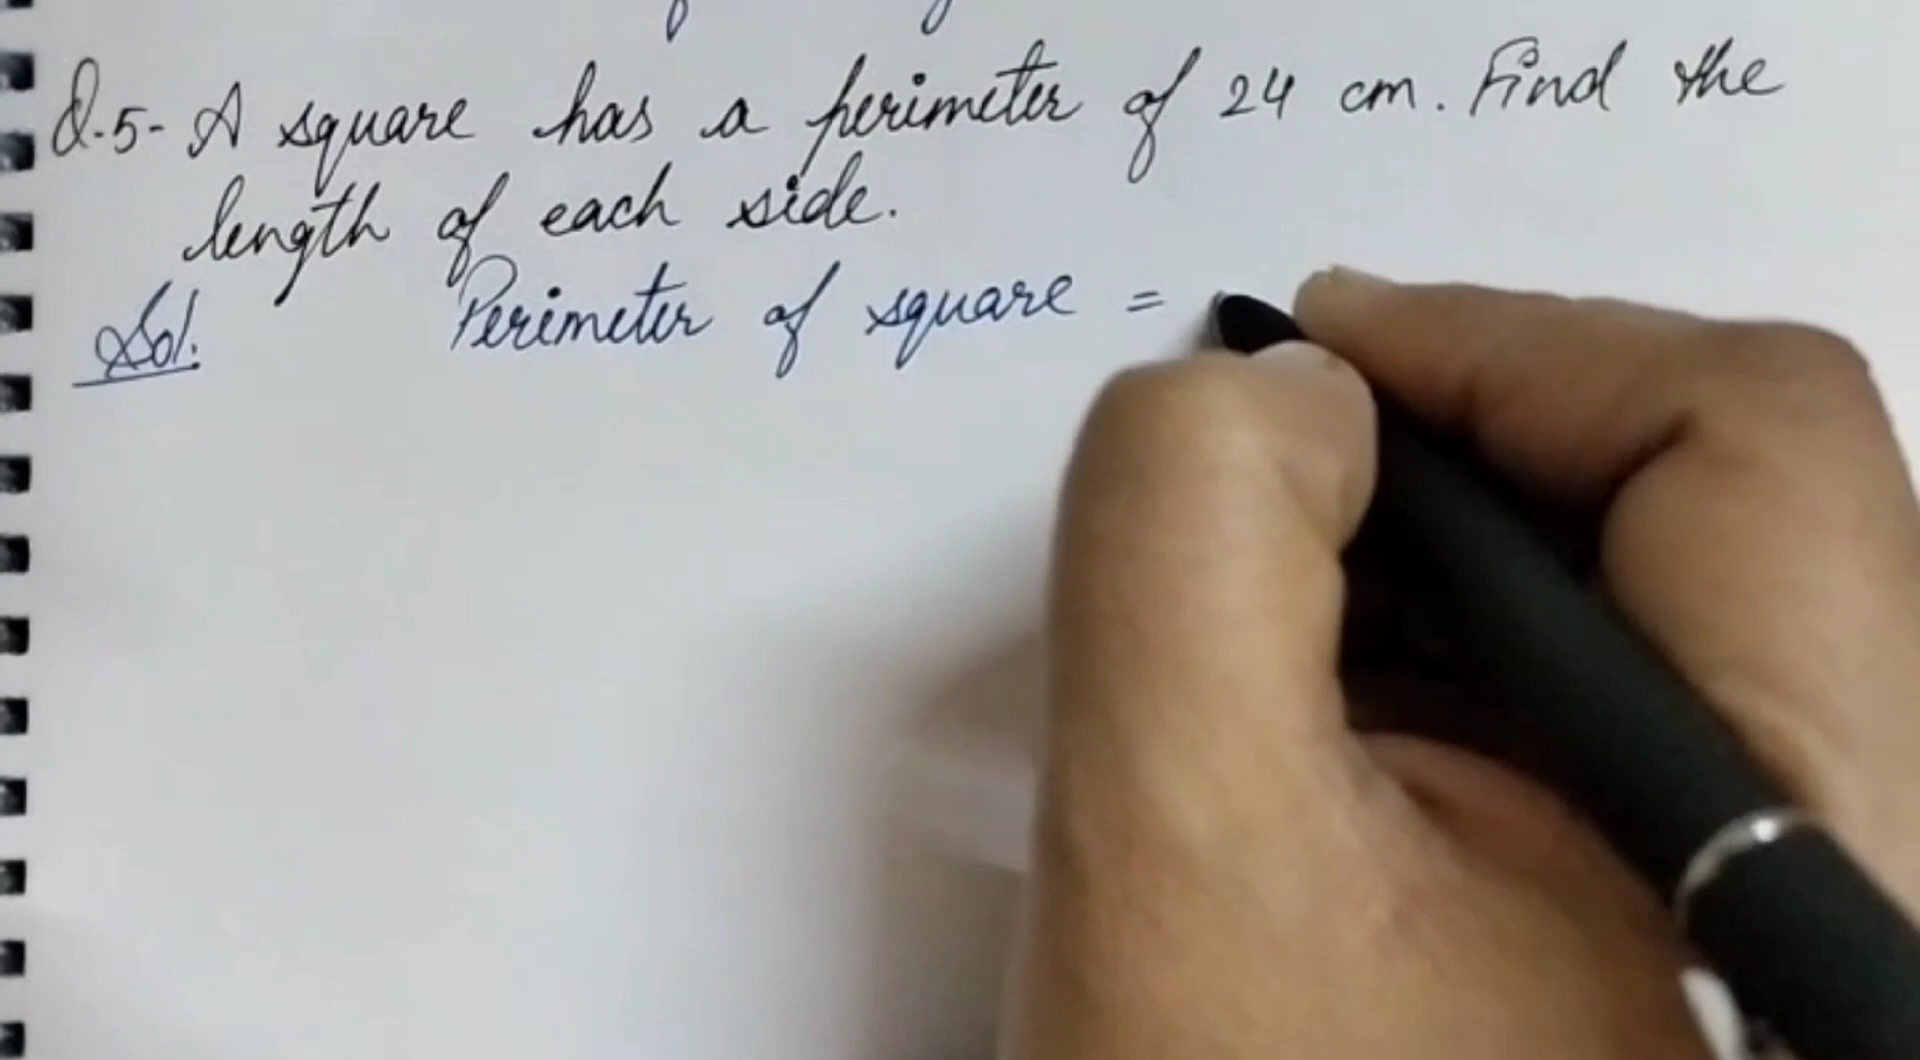 Q.5- A square has a perimeter of 24 cm. Find the
length of each side.
Sol. Perimeter of square =